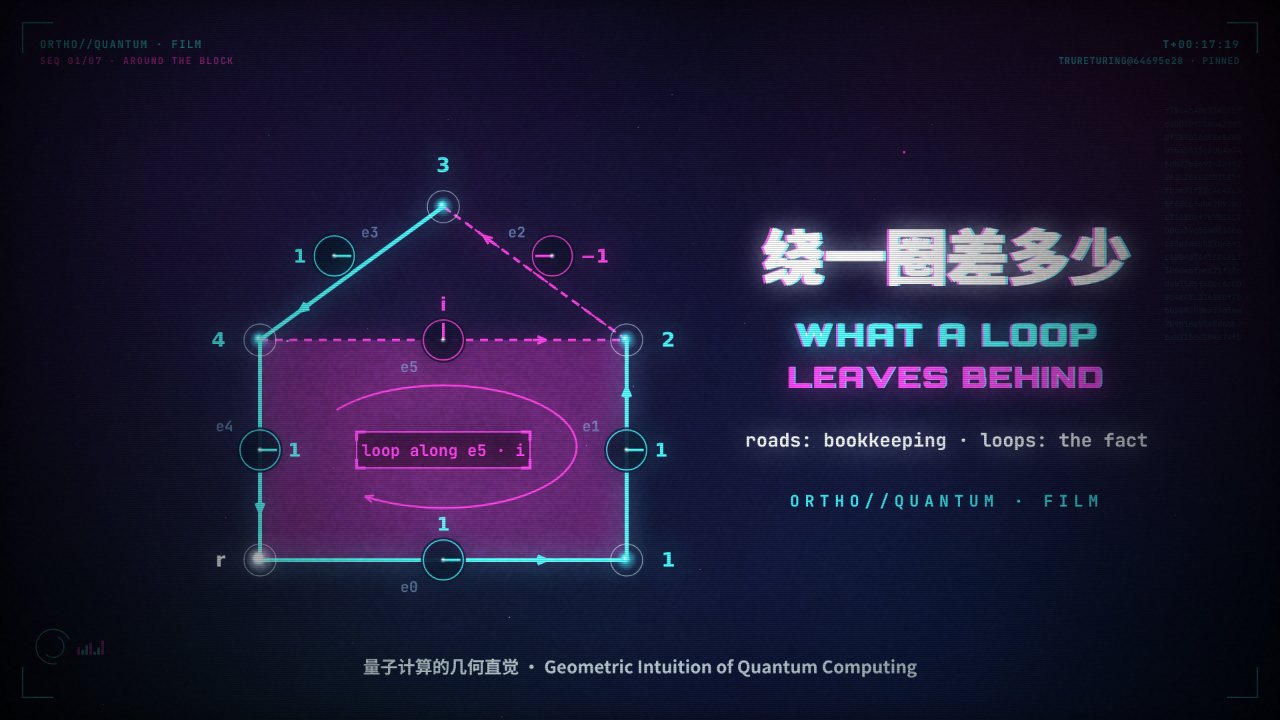 ORTHO//QUANTUM · FILM
SEQ 01/07 · AROUND THE BLOCK
T+00:17:19
TRURETURING@64695e28 · PINNED
3
e3
e2
1
−1
i
4
2
e5
e4
e1
1
loop along e5 · i
1
1
r
1
e0
绕一圈差多少
WHAT A LOOP
LEAVES BEHIND
roads: bookkeeping · loops: the fact
ORTHO//QUANTUM · FILM
量子计算的几何直觉 • Geometric Intuition of Quantum Computing